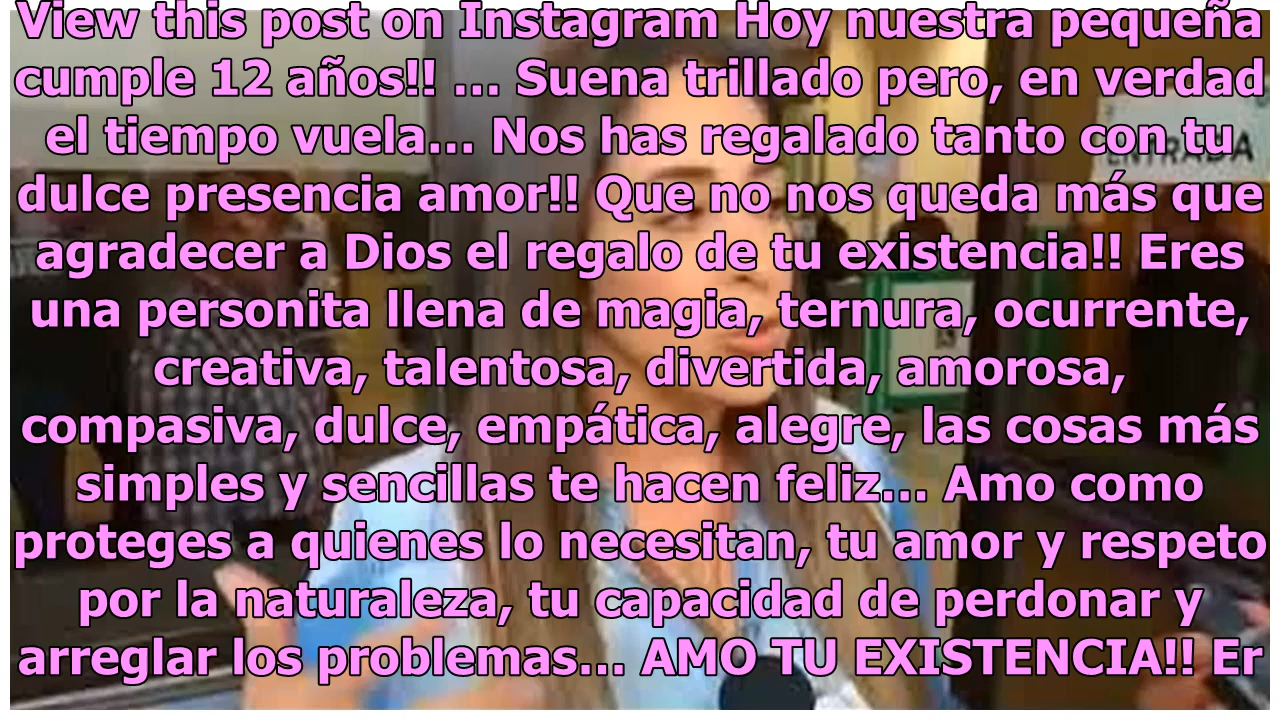 View this post on Instagram Hoy nuestra pequeña
cumple 12 años!! ... Suena trillado pero, en verdad
el tiempo vuela... Nos has regalado tanto con tu
dulce presencia amor!! Que no nos queda más que
agradecer a Dios el regalo de tu existencia!! Eres
una personita llena de magia, ternura, ocurrente,
creativa, talentosa, divertida, amorosa,
compasiva, dulce, empática, alegre, las cosas más
simples y sencillas te hacen feliz... Amo como
proteges a quienes lo necesitan, tu amor y respeto
por la naturaleza, tu capacidad de perdonar y
arreglar los problemas... AMO TU EXISTENCIA!! Er
ENTRADA